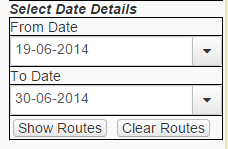 Select Date Details
From Date
19-06-2014
To Date
30-06-2014
Show Routes Clear Routes